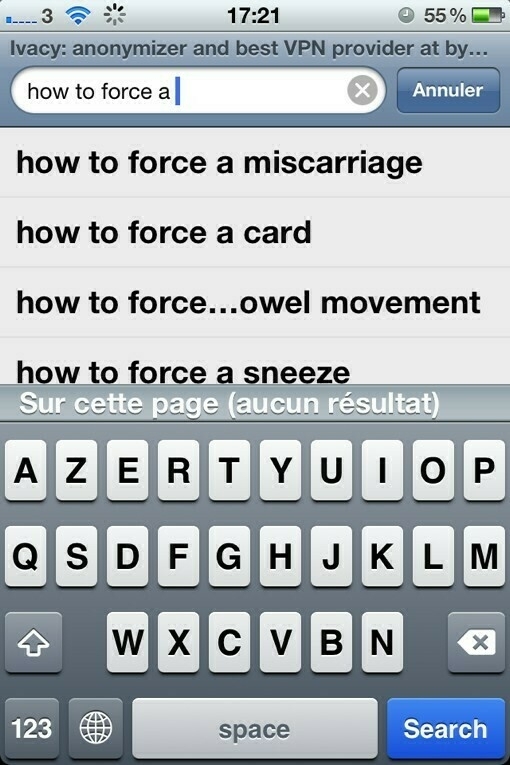 3 17:21 55%
Ivacy: anonymizer and best VPN provider at by...
how to force a
Annuler
how to force a miscarriage
how to force a card
how to force...owel movement
how to force a sneeze
Sur cette page (aucun résultat)
A Z E R T Y U I O P
Q S D F G H J K L M
W X C V B N
123 space Search